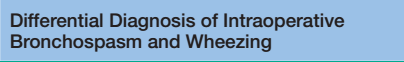 Differential Diagnosis of Intraoperative
Bronchospasm and Wheezing